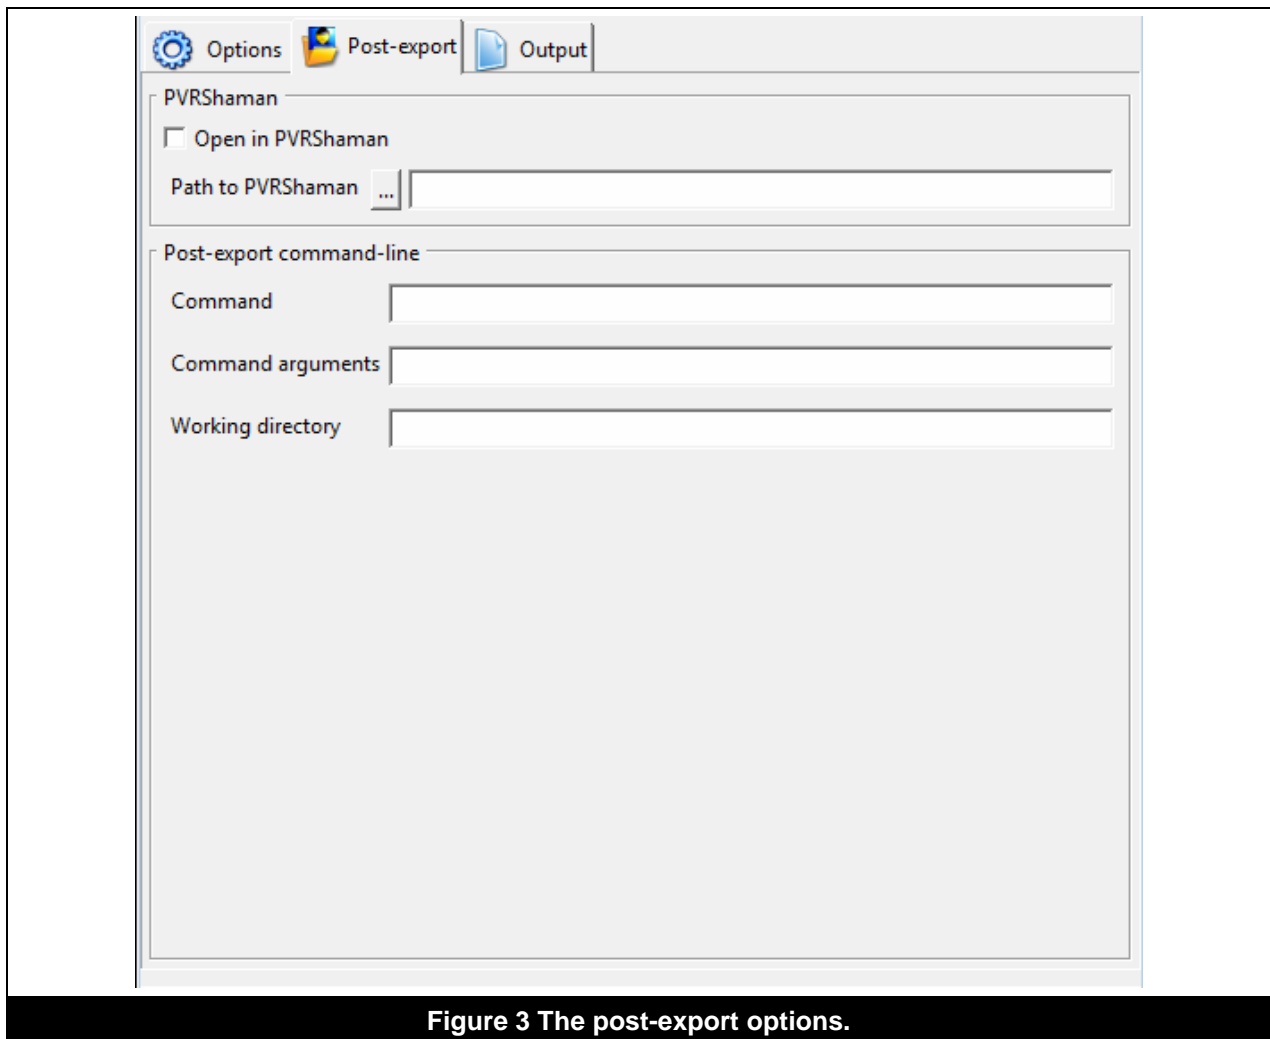 Options Post-export Output
PVRShaman
Open in PVRShaman
Path to PVRShaman ...
Post-export command-line
Command
Command arguments
Working directory
Figure 3 The post-export options.